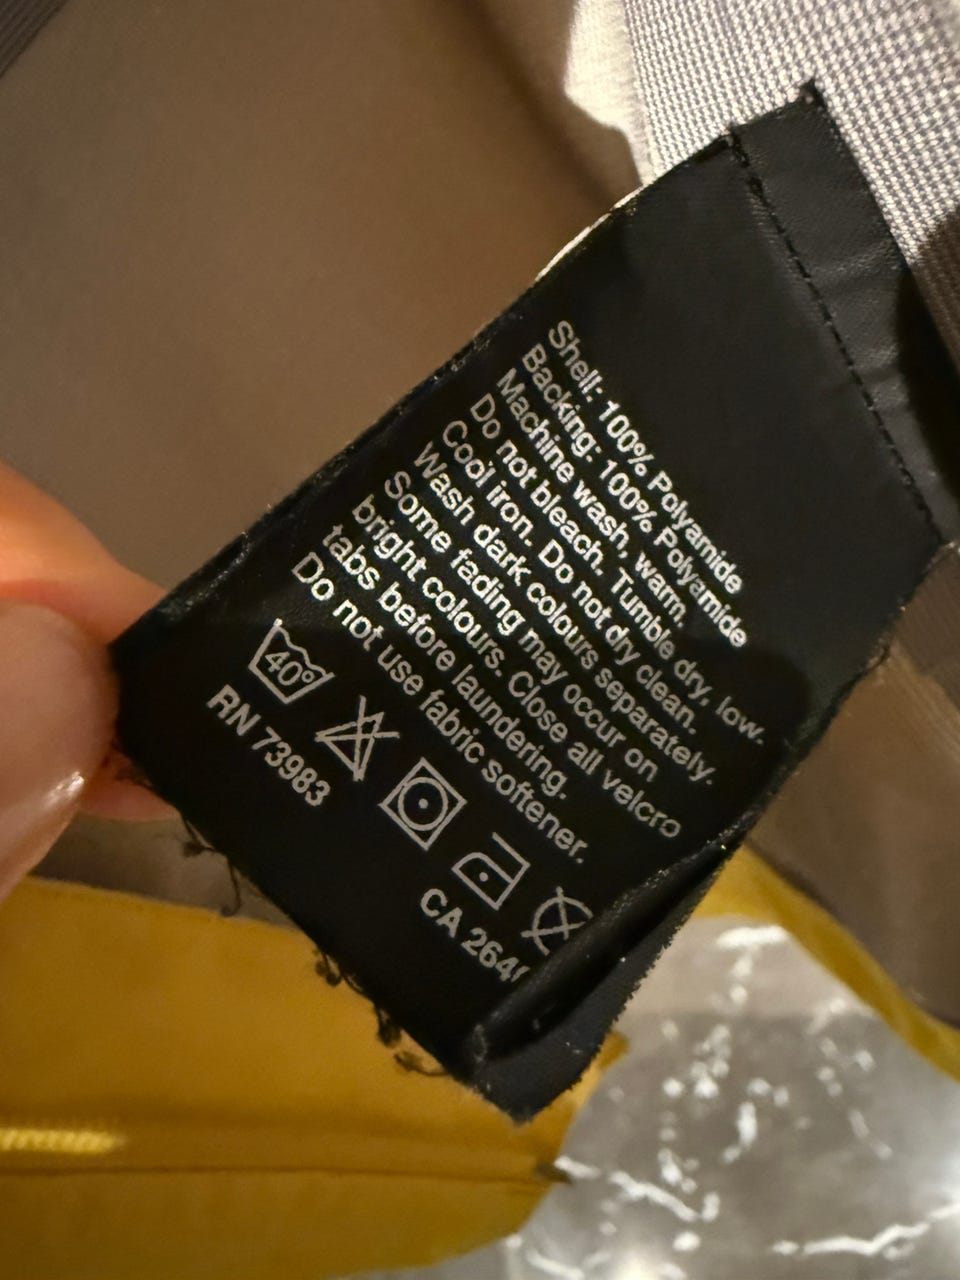 Shell: 100% Polyamide
Backing: 100% Polyamide
Machine wash, warm.
Do not bleach. Tumble dry, low.
Cool iron. Do not dry clean.
Wash dark colours separately.
Some fading may occur on
bright colours. Close all velcro
tabs before laundering.
Do not use fabric softener.
40°
RN 73983
CA